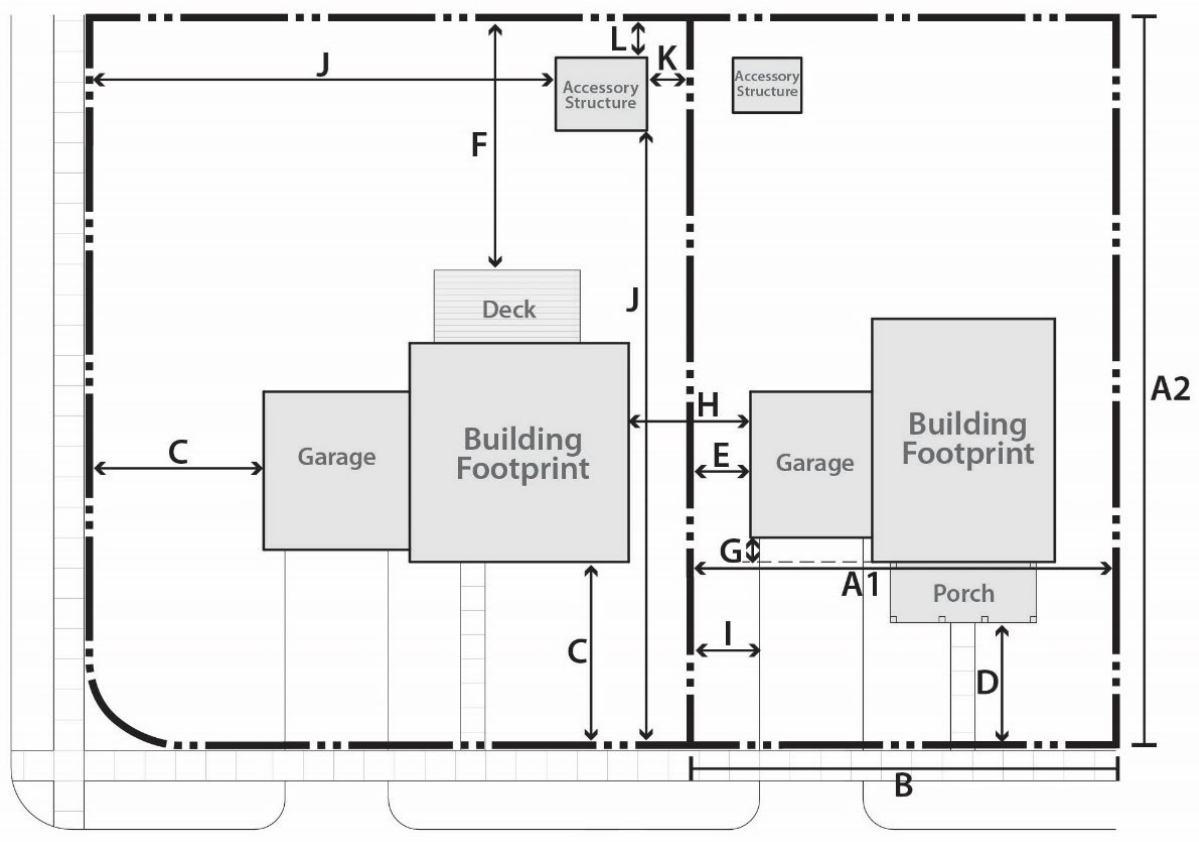 L
K
J
Accessory
Structure
Accessory
Structure
F
J
Deck
A2
H
Building
Footprint
Building
Footprint
C
Garage
E
Garage
G
A1
Porch
I
C
D
B